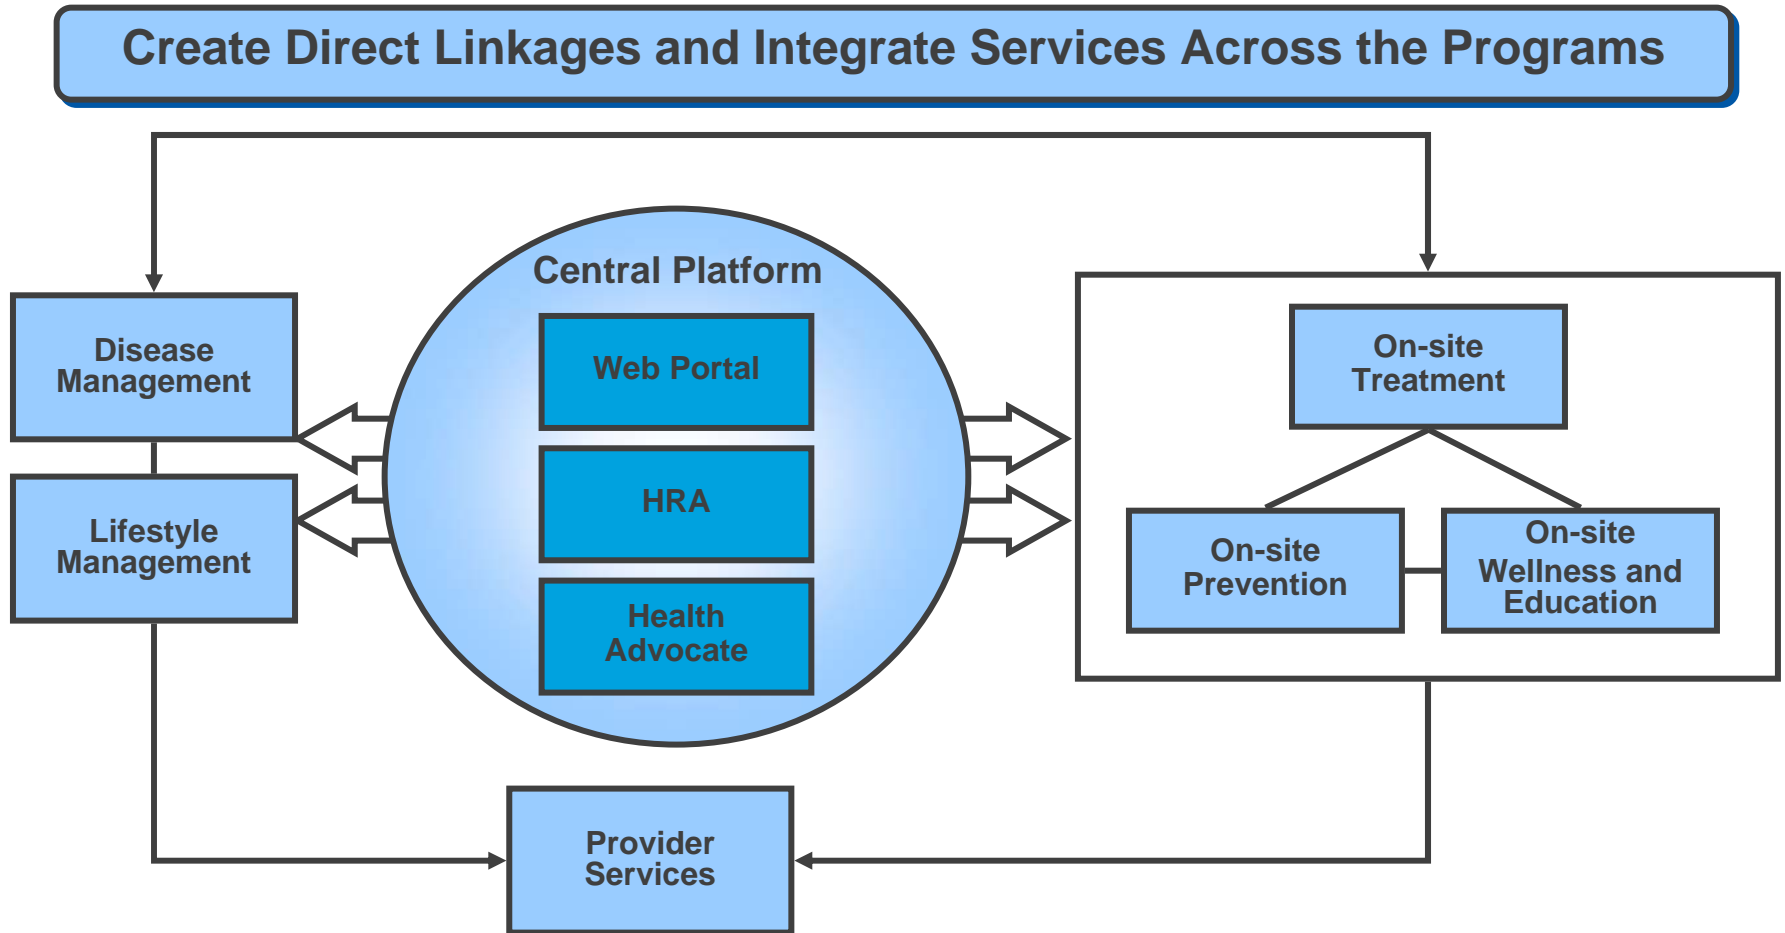 Create Direct Linkages and Integrate Services Across the Programs
Central Platform
Disease
Management
Lifestyle
Management
Web Portal
HRA
Health
Advocate
On-site
Treatment
On-site
Prevention
On-site
Wellness and
Education
Provider
Services